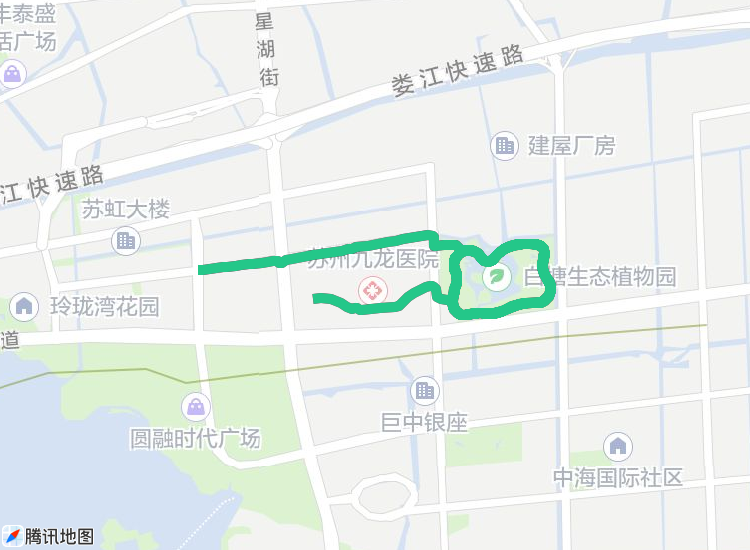 丰泰盛
活广场
星湖街
娄江快速路
建屋厂房
江快速路
苏虹大楼
苏州九龙医院
白塘生态植物园
玲珑湾花园
道
圆融时代广场
巨中银座
中海国际社区
腾讯地图